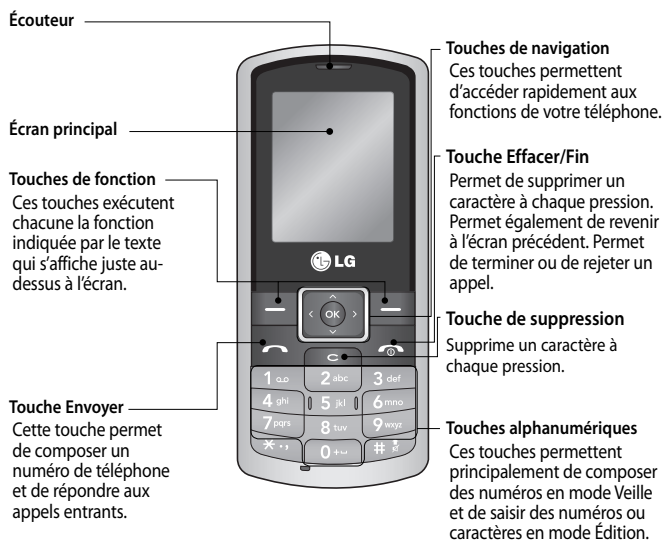 Écouteur
Écran principal
Touches de fonction
Ces touches exécutent
chacune la fonction
indiquée par le texte
qui s'affiche juste au-
dessus à l'écran.
Touche Envoyer
Cette touche permet
de composer un
numéro de téléphone
et de répondre aux
appels entrants.
LG
OK
C
1
2 abc 3 def
4 ghi 5 jkl 6 mno
7 pqrs 8 tuv 9 wxyz
* . , 0 + #
Touches de navigation
Ces touches permettent
d'accéder rapidement aux
fonctions de votre téléphone.
Touche Effacer/Fin
Permet de supprimer un
caractère à chaque pression.
Permet également de revenir
à l'écran précédent. Permet
de terminer ou de rejeter un
appel.
Touche de suppression
Supprime un caractère à
chaque pression.
Touches alphanumériques
Ces touches permettent
principalement de composer
des numéros en mode Veille
et de saisir des numéros ou
caractères en mode Édition.